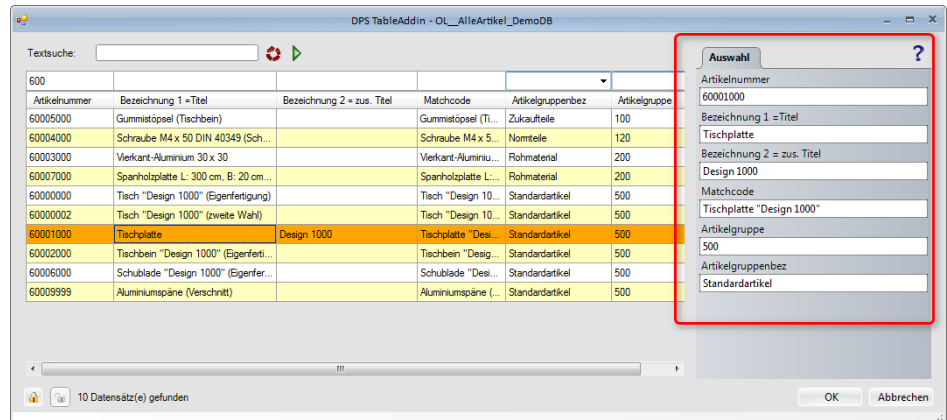 DPS TableAddin - OL__AlleArtikel_DemoDB
Textsuche:
600
Artikelnummer Bezeichnung 1 =Titel Bezeichnung 2 = zus. Titel Matchcode Artikelgruppenbez Artikelgruppe
60005000 Gummistöpsel (Tischbein) Gummistöpsel (Ti... Zukaufteile 100
60004000 Schraube M4 x 50 DIN 40349 (Sch... Schraube M4 x 5... Normteile 120
60003000 Vierkant-Aluminium 30 x 30 Vierkant-Aluminiu... Rohmaterial 200
60007000 Spanholzplatte L: 300 cm, B: 20 cm... Spanholzplatte L:... Rohmaterial 200
60000000 Tisch "Design 1000" (Eigenfertigung) Tisch "Design 10... Standardartikel 500
60000002 Tisch "Design 1000" (zweite Wahl) Tisch "Design 10... Standardartikel 500
60001000 Tischplatte Design 1000 Tischplatte "Desi... Standardartikel 500
60002000 Tischbein "Design 1000" (Eigenferti... Tischbein "Desig... Standardartikel 500
60006000 Schublade "Design 1000" (Eigenfer... Schublade "Desi... Standardartikel 500
60009999 Aluminiumspäne (Verschnitt) Aluminiumspäne (... Standardartikel 500
10 Datensätz(e) gefunden
Auswahl ?
Artikelnummer
60001000
Bezeichnung 1 =Titel
Tischplatte
Bezeichnung 2 = zus. Titel
Design 1000
Matchcode
Tischplatte "Design 1000"
Artikelgruppe
500
Artikelgruppenbez
Standardartikel
OK Abbrechen